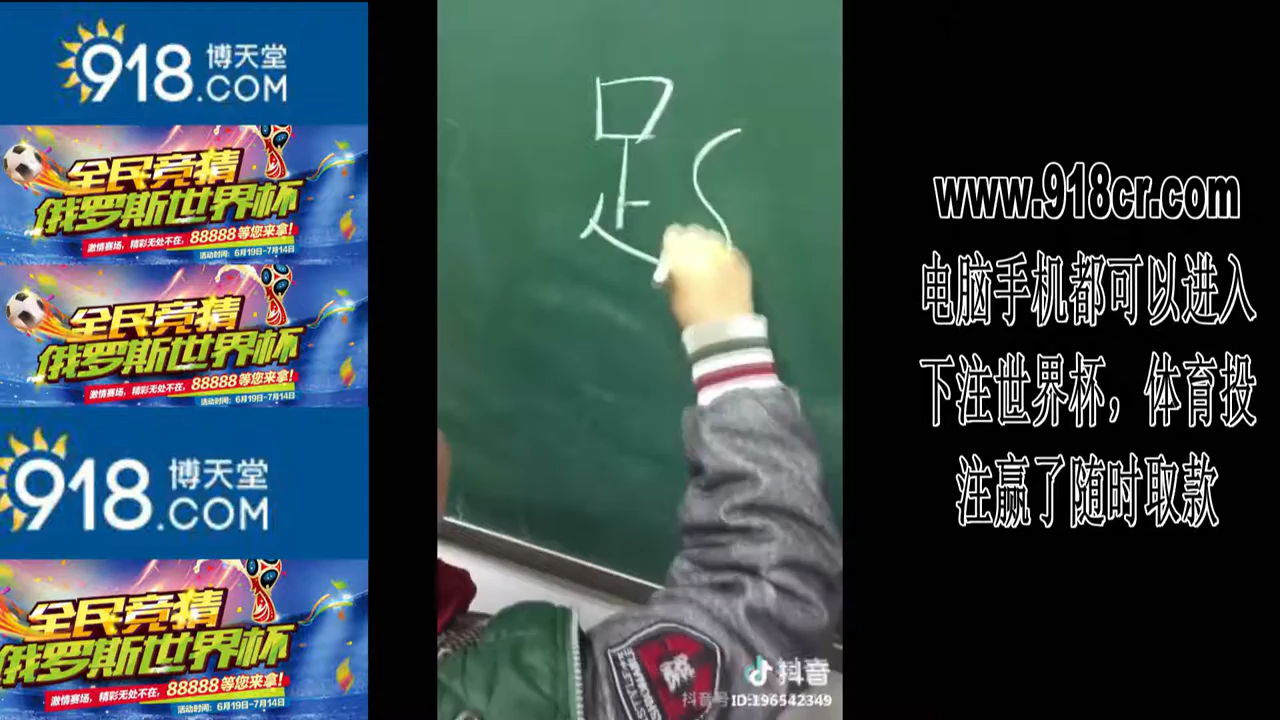 918 博天堂
.COM
全民竞猜
俄罗斯世界杯
激情赛场，精彩无处不在，88888等您来拿!
活动时间：6月19日~7月14日
全民竞猜
俄罗斯世界杯
激情赛场，精彩无处不在，88888等您来拿!
活动时间：6月19日~7月14日
918 博天堂
.COM
全民竞猜
俄罗斯世界杯
激情赛场，精彩无处不在，88888等您来拿!
活动时间：6月19日~7月14日
足
抖音
抖音号
ID:196542349
www.918cr.com
电脑手机都可以进入
下注世界杯，体育投
注赢了随时取款